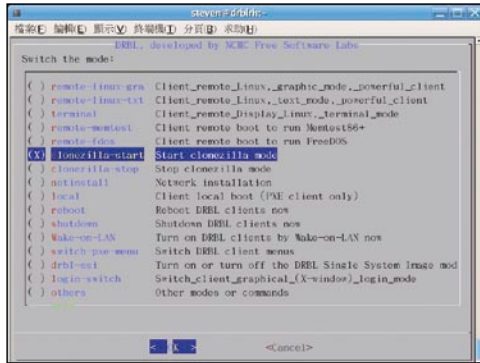 steven@drblriri:~
檔案(F) 編輯(E) 顯示(V) 終端機(T) 分頁(B) 求助(H)
DRBL, developed by NCHC Free Software Labs
Switch the mode:
( ) remote-linux-gra Client_remote_Linux,_graphic_mode,_powerful_client
( ) remote-linux-txt Client_remote_Linux,_text_mode,_powerful_client
( ) terminal Client_remote_Display_Linux,_terminal_mode
( ) remote-memtest Client remote boot to run Memtest86+
( ) remote-fdos Client remote boot to run FreeDOS
(X) clonezilla-start Start clonezilla mode
( ) clonezilla-stop Stop clonezilla mode
( ) netinstall Network installation
( ) local Client local boot (PXE client only)
( ) reboot Reboot DRBL clients now
( ) shutdown Shutdown DRBL clients now
( ) Wake-on-LAN Turn on DRBL clients by Wake-on-LAN now
( ) switch-pxe-menu Switch DRBL client menus
( ) drbl-ssi Turn on or turn off the DRBL Single System Image mod
( ) login-switch Switch_client_graphical_(X-window)_login_mode
( ) others Other modes or commands
< OK > <Cancel>